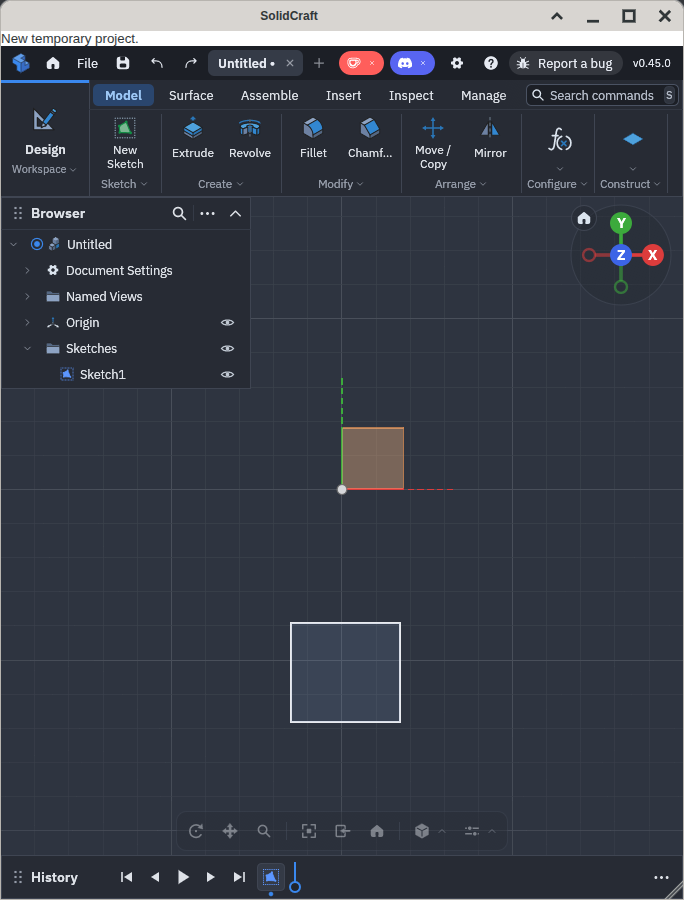 SolidCraft
New temporary project.
File
Untitled •
Report a bug
v0.45.0
Design
Workspace
Model
Surface
Assemble
Insert
Inspect
Manage
Search commands
S
New
Sketch
Extrude
Revolve
Fillet
Chamf...
Move /
Copy
Mirror
f(x)
Sketch
Create
Modify
Arrange
Configure
Construct
Browser
Untitled
Document Settings
Named Views
Origin
Sketches
Sketch1
Y
Z
X
History